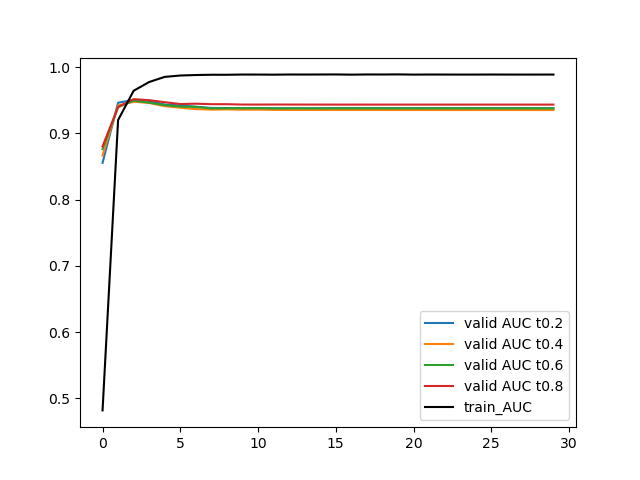 1.0
0.9
0.8
0.7
0.6
0.5
0 5 10 15 20 25 30
valid AUC t0.2
valid AUC t0.4
valid AUC t0.6
valid AUC t0.8
train_AUC